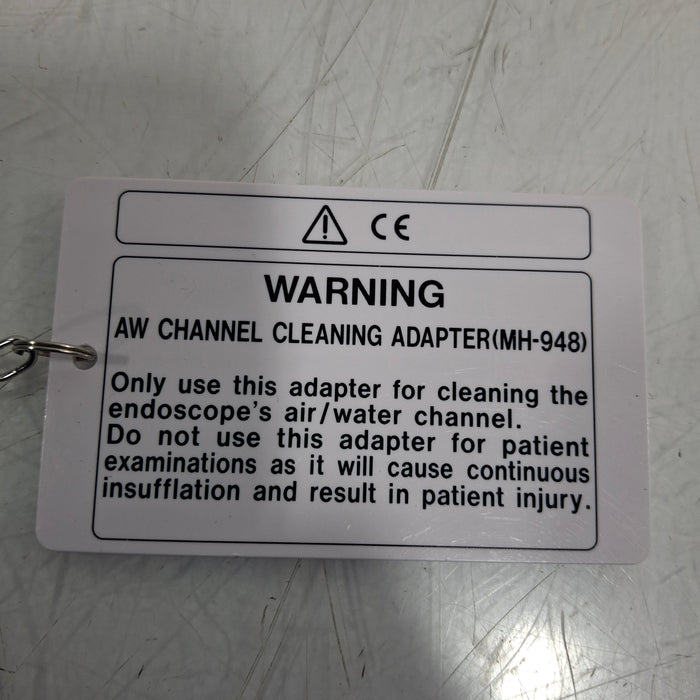 CE
WARNING
AW CHANNEL CLEANING ADAPTER(MH-948)
Only use this adapter for cleaning the
endoscope's air/water channel.
Do not use this adapter for patient
examinations as it will cause continuous
insufflation and result in patient injury.